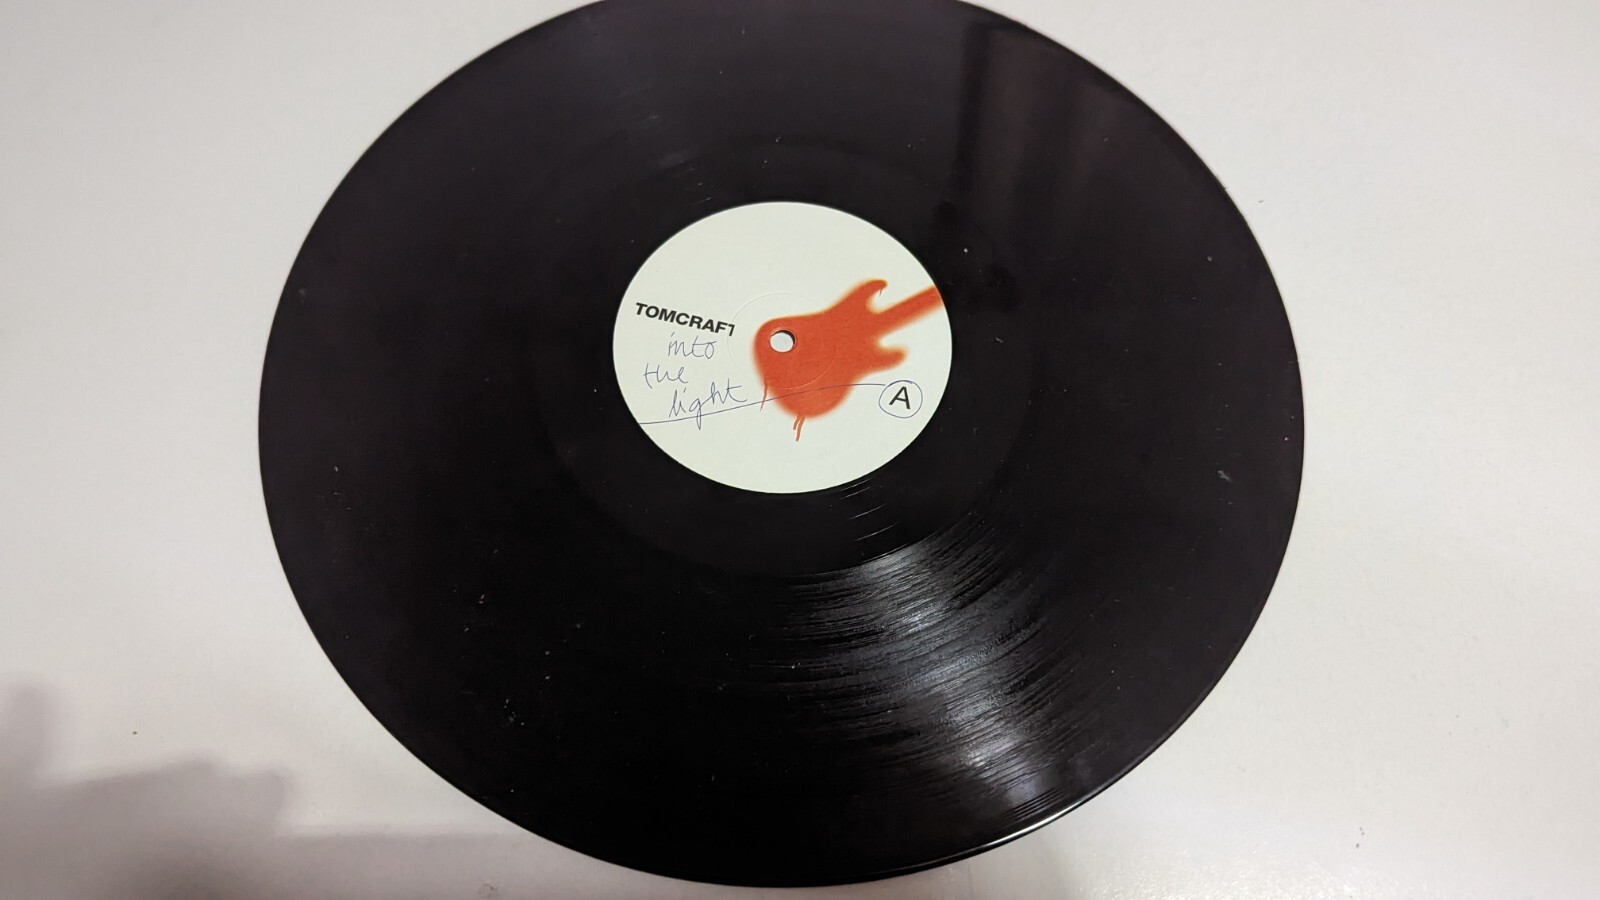 TOMCRAFT
into
the
light
A